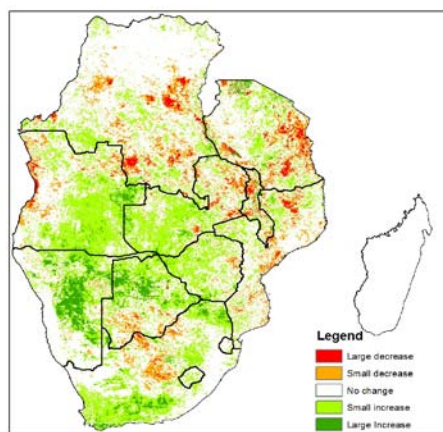 Legend
Large decrease
Small decrease
No change
Small increase
Large Increase